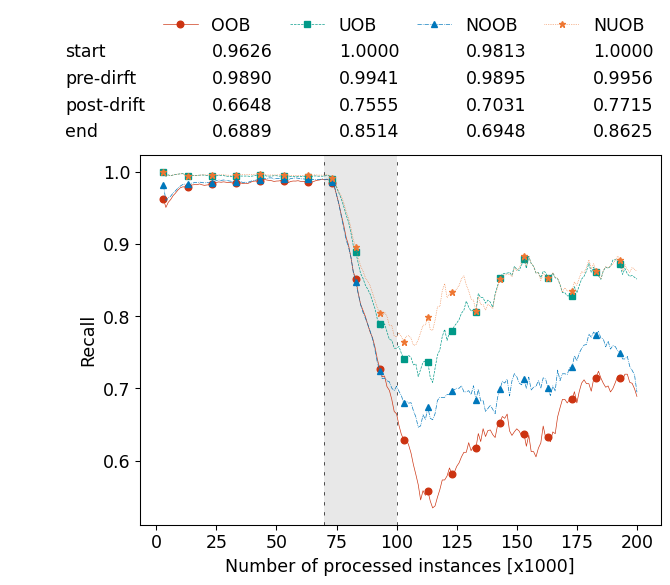 OOB UOB NOOB NUOB
start 0.9626 1.0000 0.9813 1.0000
pre-dirft 0.9890 0.9941 0.9895 0.9956
post-drift 0.6648 0.7555 0.7031 0.7715
end 0.6889 0.8514 0.6948 0.8625
1.0
0.9
0.8
0.7
0.6
Recall
0 25 50 75 100 125 150 175 200
Number of processed instances [x1000]